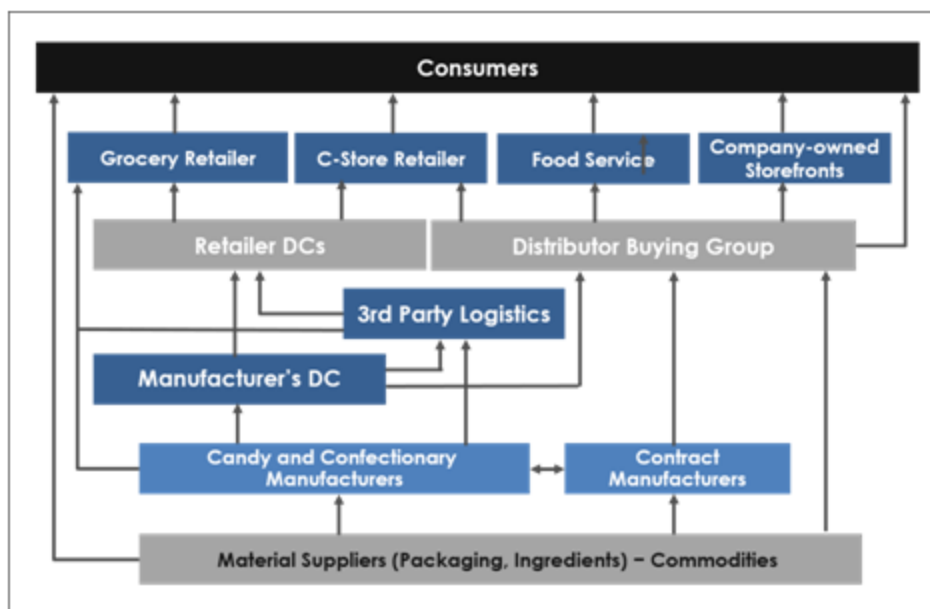 Consumers
Grocery Retailer
C-Store Retailer
Food Service
Company-owned
Storefronts
Retailer DCs
Distributor Buying Group
3rd Party Logistics
Manufacturer's DC
Candy and Confectionary
Manufacturers
Contract
Manufacturers
Material Suppliers (Packaging, Ingredients) – Commodities